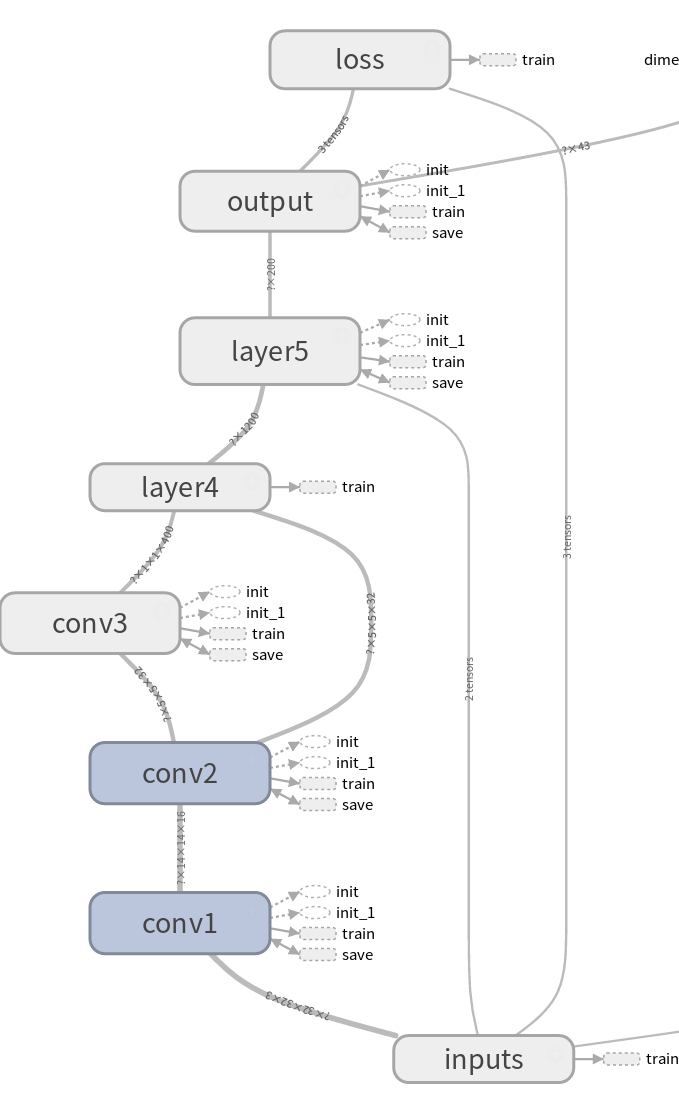 loss
train
dime
3 tensors
?×43
output
init
init_1
train
save
?×200
layer5
init
init_1
train
save
?×1200
layer4
train
?×1×1×400
conv3
init
init_1
train
save
?×5×5×32
3 tensors
?×5×5×32
2 tensors
conv2
init
init_1
train
save
?×14×14×16
conv1
init
init_1
train
save
?×32×32×3
inputs
train